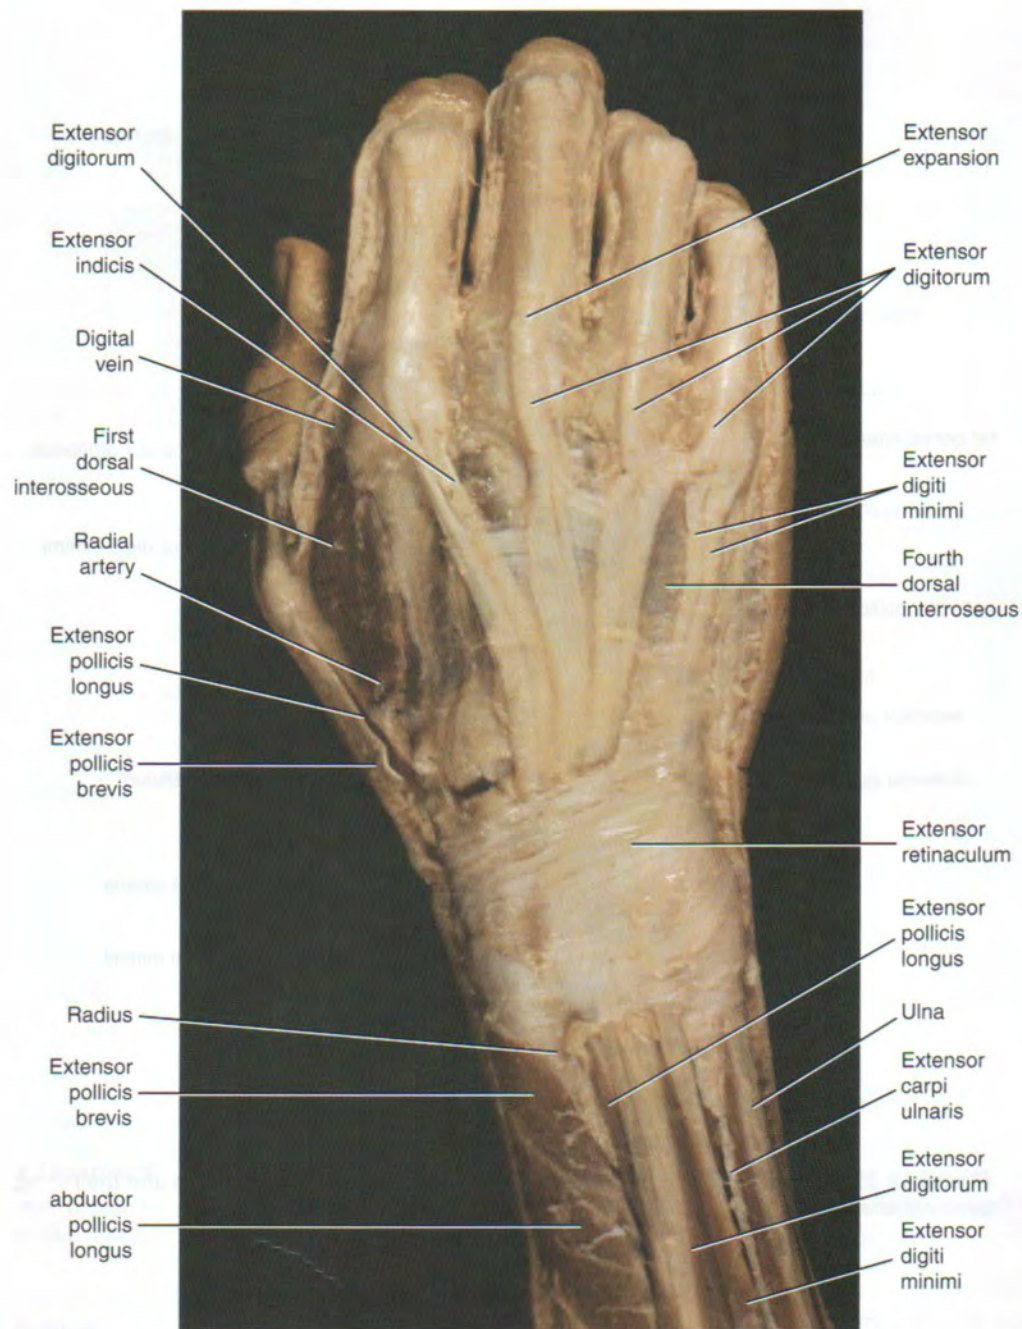 Extensor
digitorum
Extensor
indicis
Digital
vein
First
dorsal
interosseous
Radial
artery
Extensor
pollicis
longus
Extensor
pollicis
brevis
Radius
Extensor
pollicis
brevis
abductor
pollicis
longus
Extensor
expansion
Extensor
digitorum
Extensor
digiti
minimi
Fourth
dorsal
interroseous
Extensor
retinaculum
Extensor
pollicis
longus
Ulna
Extensor
carpi
ulnaris
Extensor
digitorum
Extensor
digiti
minimi